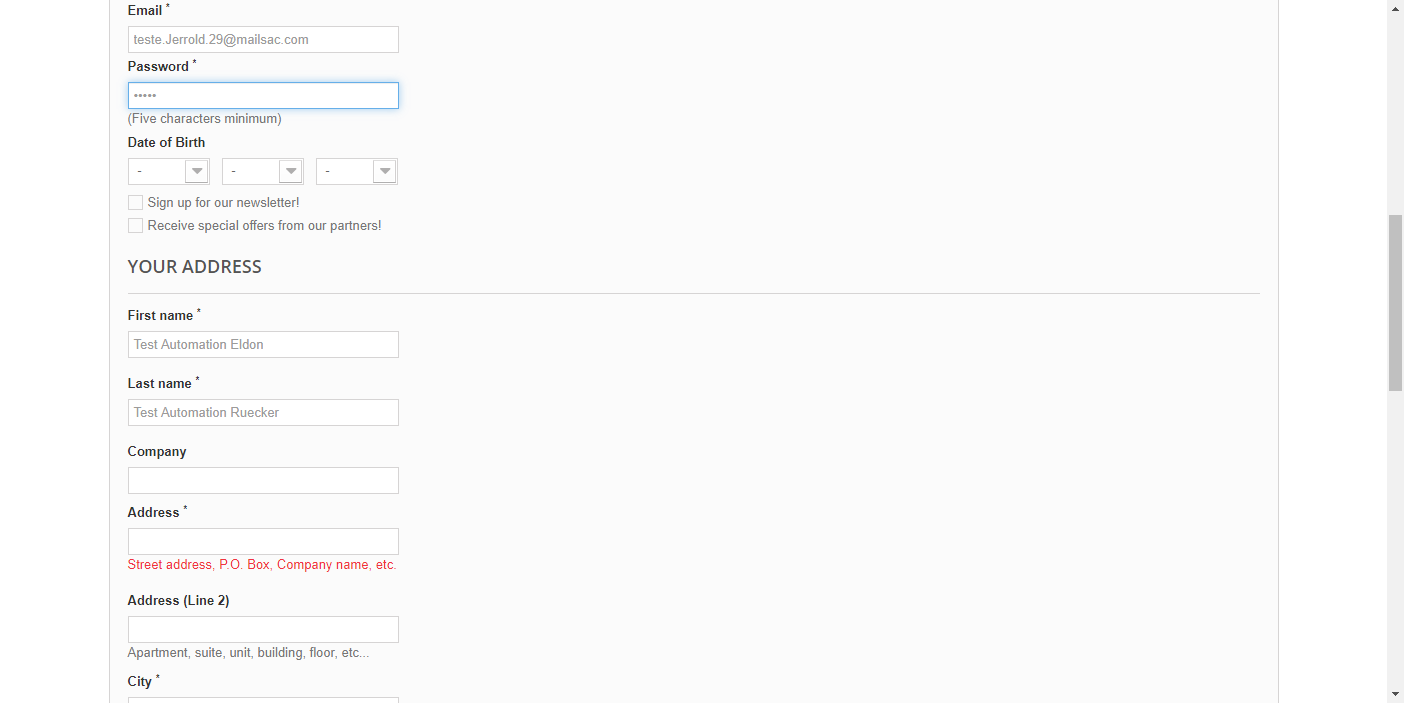 Email *
teste.Jerrold.29@mailsac.com
Password *
•••••
(Five characters minimum)
Date of Birth
- - -
Sign up for our newsletter!
Receive special offers from our partners!
YOUR ADDRESS
First name *
Test Automation Eldon
Last name *
Test Automation Ruecker
Company
Address *
Street address, P.O. Box, Company name, etc.
Address (Line 2)
Apartment, suite, unit, building, floor, etc...
City *